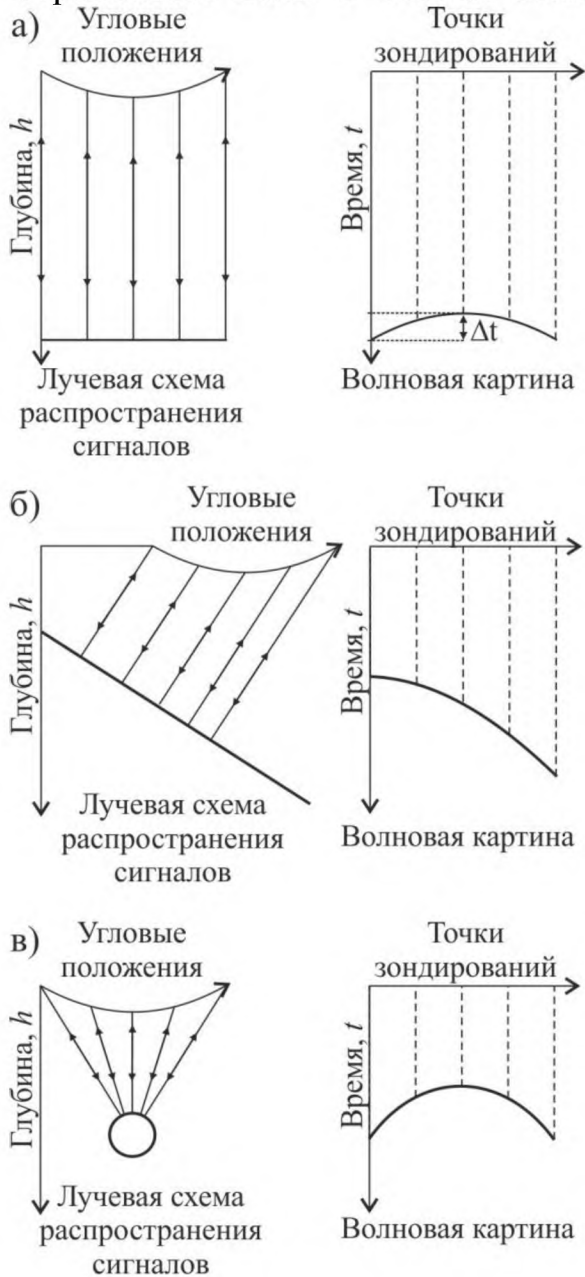 а)
Угловые
положения
Точки
зондирований
Глубина, h
Время, t
Δt
Лучевая схема
распространения
сигналов
Волновая картина
б)
Угловые
положения
Точки
зондирований
Глубина, h
Время, t
Лучевая схема
распространения
сигналов
Волновая картина
в)
Угловые
положения
Точки
зондирований
Глубина, h
Время, t
Лучевая схема
распространения
сигналов
Волновая картина